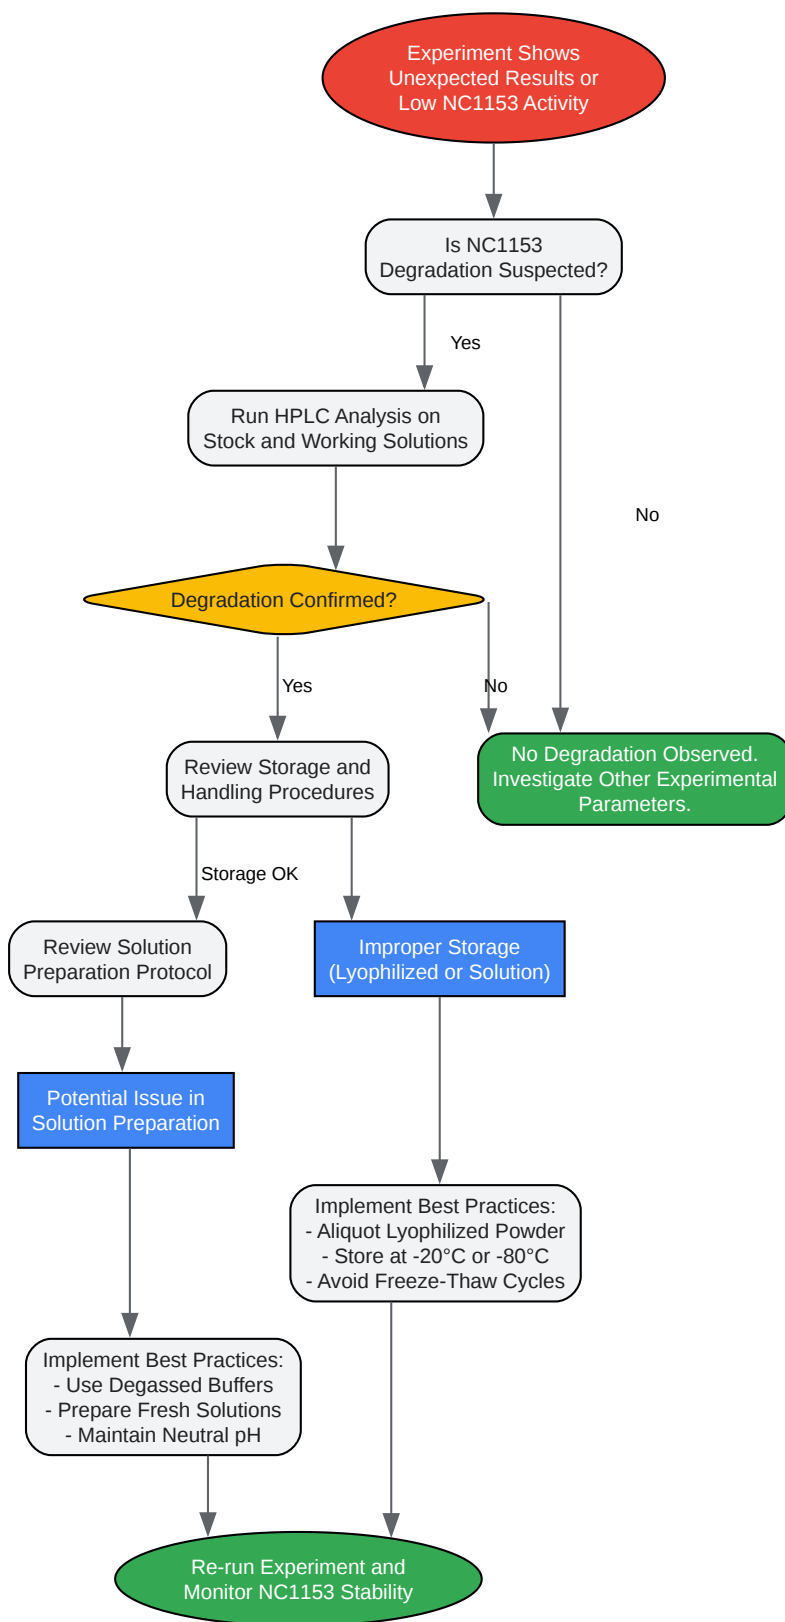 Experiment Shows
Unexpected Results or
Low NC1153 Activity
Is NC1153
Degradation Suspected?
Yes
Run HPLC Analysis on
Stock and Working Solutions
No
Degradation Confirmed?
Yes
No
Review Storage and
Handling Procedures
No Degradation Observed.
Investigate Other Experimental
Parameters.
Storage OK
Review Solution
Preparation Protocol
Improper Storage
(Lyophilized or Solution)
Potential Issue in
Solution Preparation
Implement Best Practices:
- Aliquot Lyophilized Powder
- Store at -20°C or -80°C
- Avoid Freeze-Thaw Cycles
Implement Best Practices:
- Use Degassed Buffers
- Prepare Fresh Solutions
- Maintain Neutral pH
Re-run Experiment and
Monitor NC1153 Stability